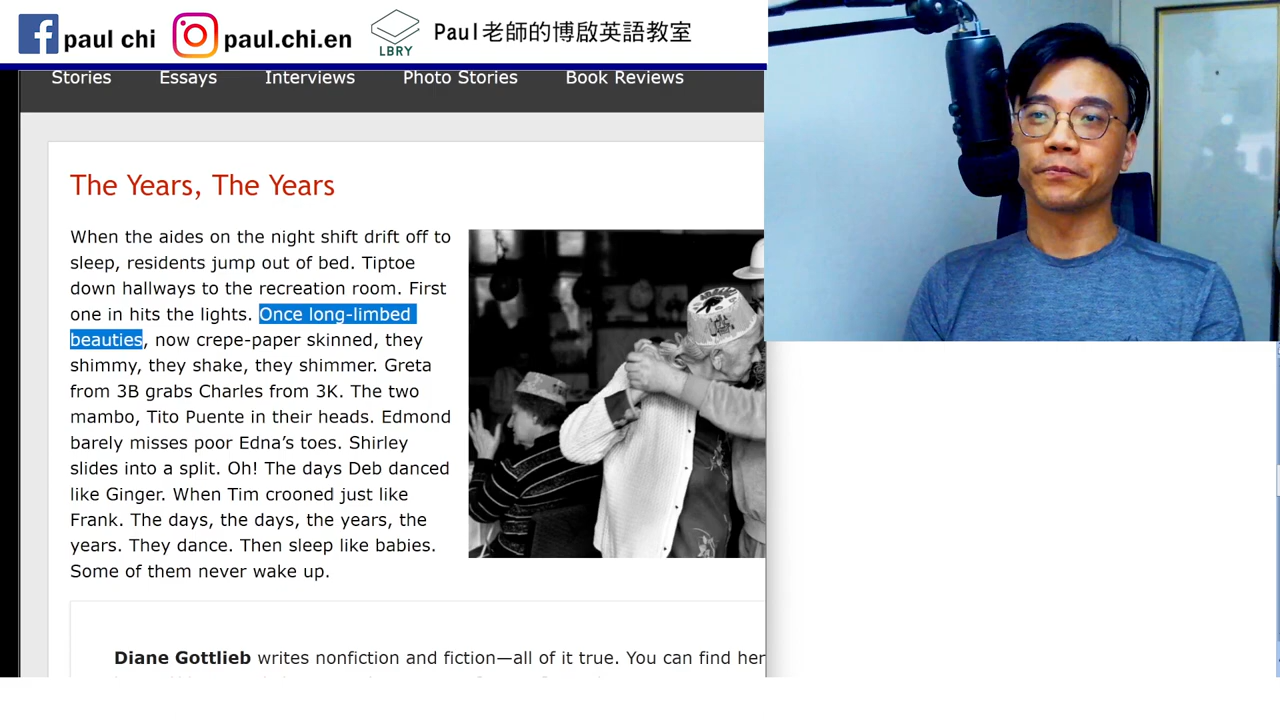 paul chi
paul.chi.en
LBRY
Paul老師的博啟英語教室
Stories Essays Interviews Photo Stories Book Reviews
The Years, The Years
When the aides on the night shift drift off to
sleep, residents jump out of bed. Tiptoe
down hallways to the recreation room. First
one in hits the lights. Once long-limbed
beauties, now crepe-paper skinned, they
shimmy, they shake, they shimmer. Greta
from 3B grabs Charles from 3K. The two
mambo, Tito Puente in their heads. Edmond
barely misses poor Edna’s toes. Shirley
slides into a split. Oh! The days Deb danced
like Ginger. When Tim crooned just like
Frank. The days, the days, the years, the
years. They dance. Then sleep like babies.
Some of them never wake up.
Diane Gottlieb writes nonfiction and fiction—all of it true. You can find her